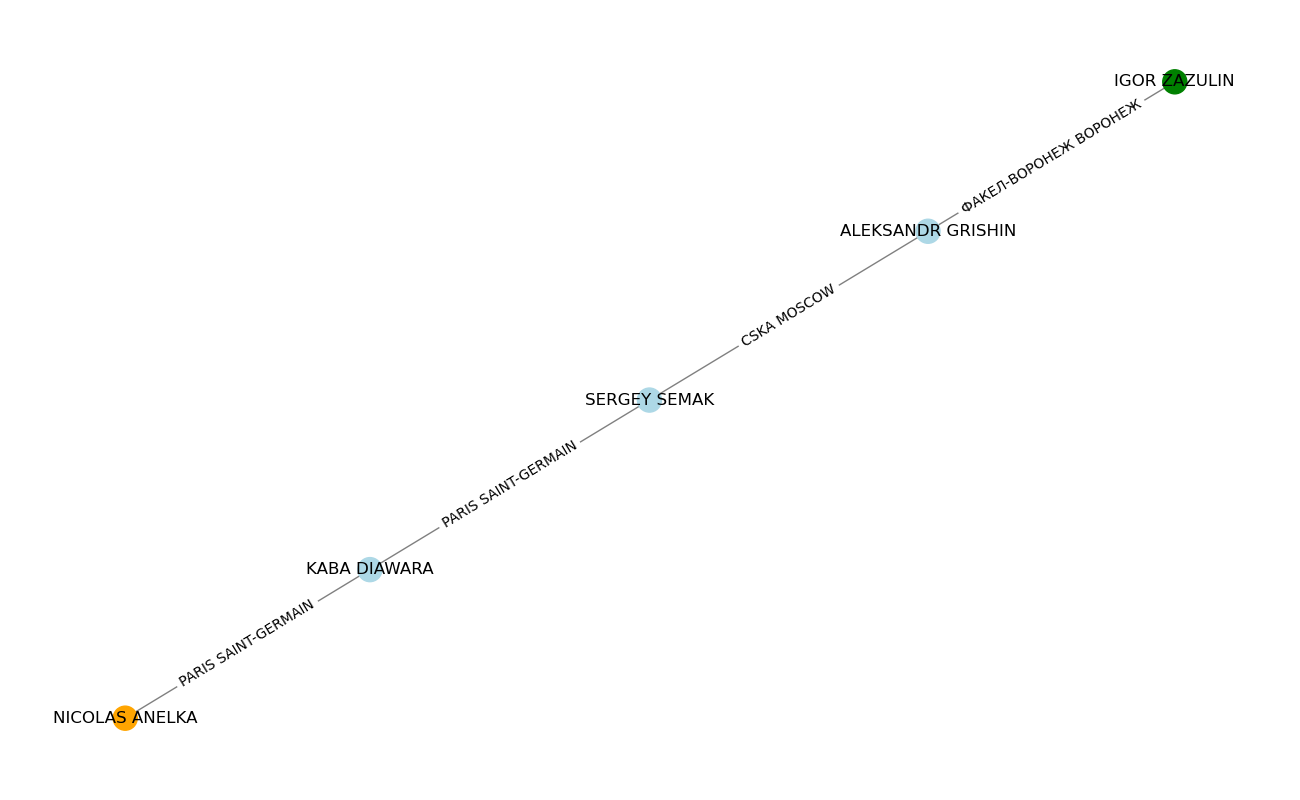 IGOR ZAZULIN
ФАКЕЛ-ВОРОНЕЖ ВОРОНЕЖ
ALEKSANDR GRISHIN
CSKA MOSCOW
SERGEY SEMAK
PARIS SAINT-GERMAIN
KABA DIAWARA
PARIS SAINT-GERMAIN
NICOLAS ANELKA